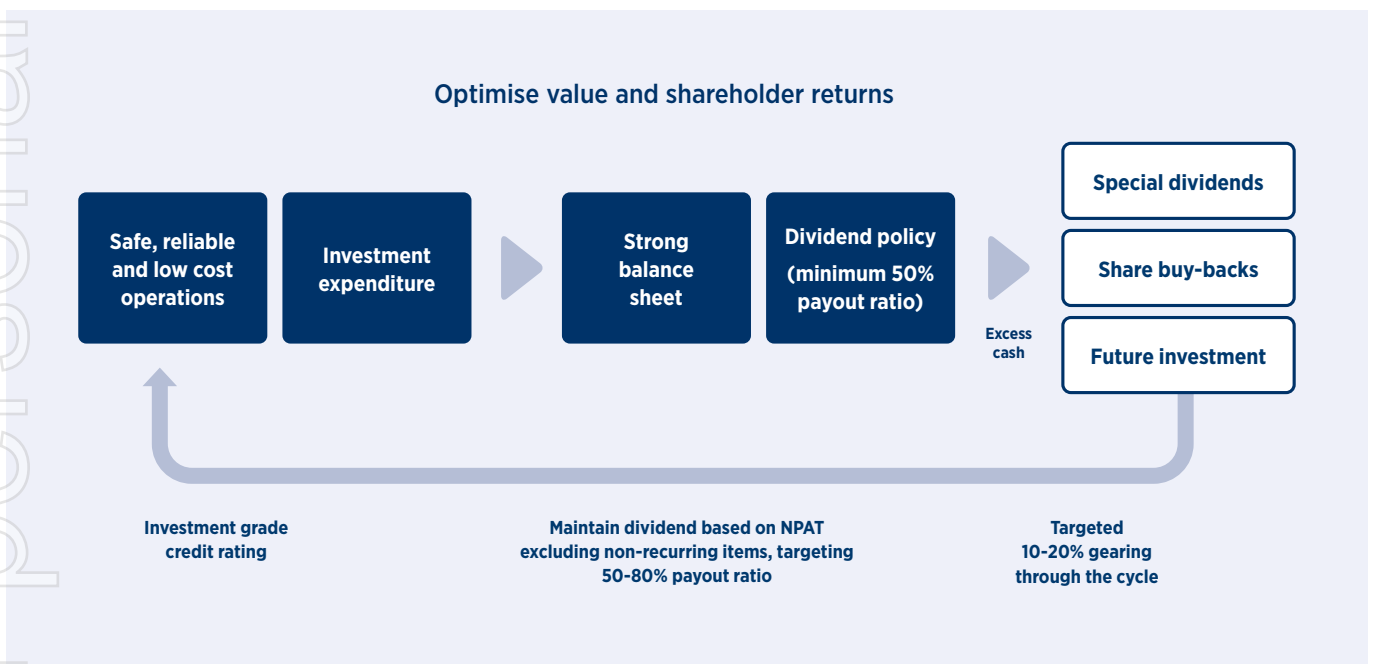 Optimise value and shareholder returns
Safe, reliable
and low cost
operations
Investment
expenditure
Strong
balance
sheet
Dividend policy
(minimum 50%
payout ratio)
Excess
cash
Special dividends
Share buy-backs
Future investment
Investment grade
credit rating
Maintain dividend based on NPAT
excluding non-recurring items, targeting
50-80% payout ratio
Targeted
10-20% gearing
through the cycle
personal